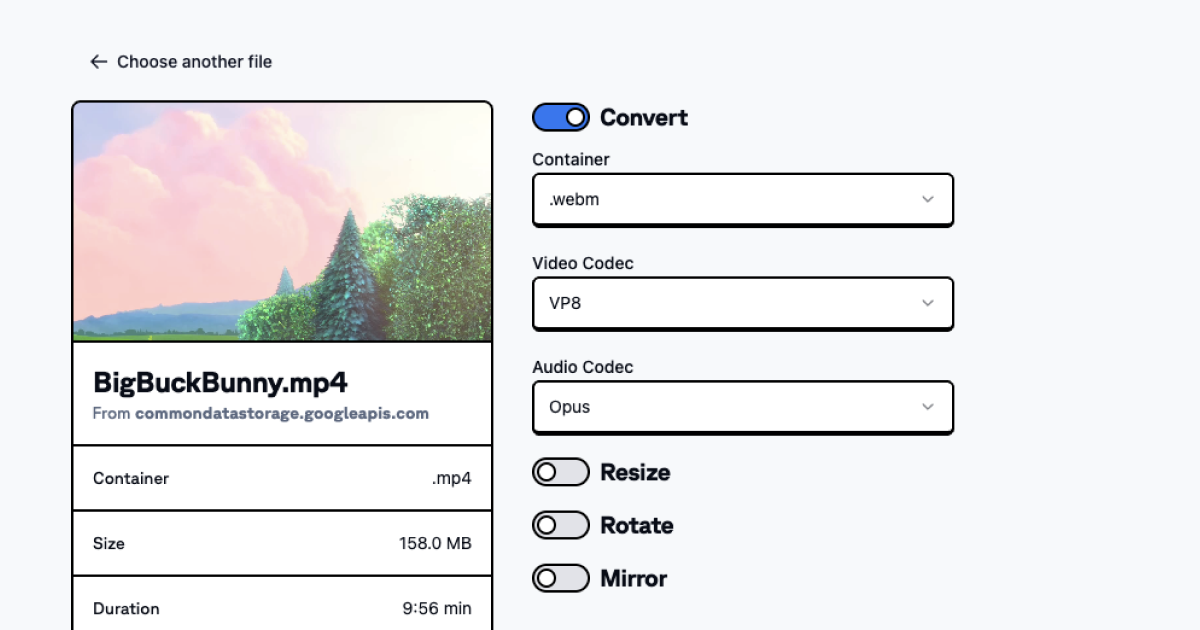 ← Choose another file
BigBuckBunny.mp4
From commondatastorage.googleapis.com
Container .mp4
Size 158.0 MB
Duration 9:56 min
Convert
Container
.webm
Video Codec
VP8
Audio Codec
Opus
Resize
Rotate
Mirror